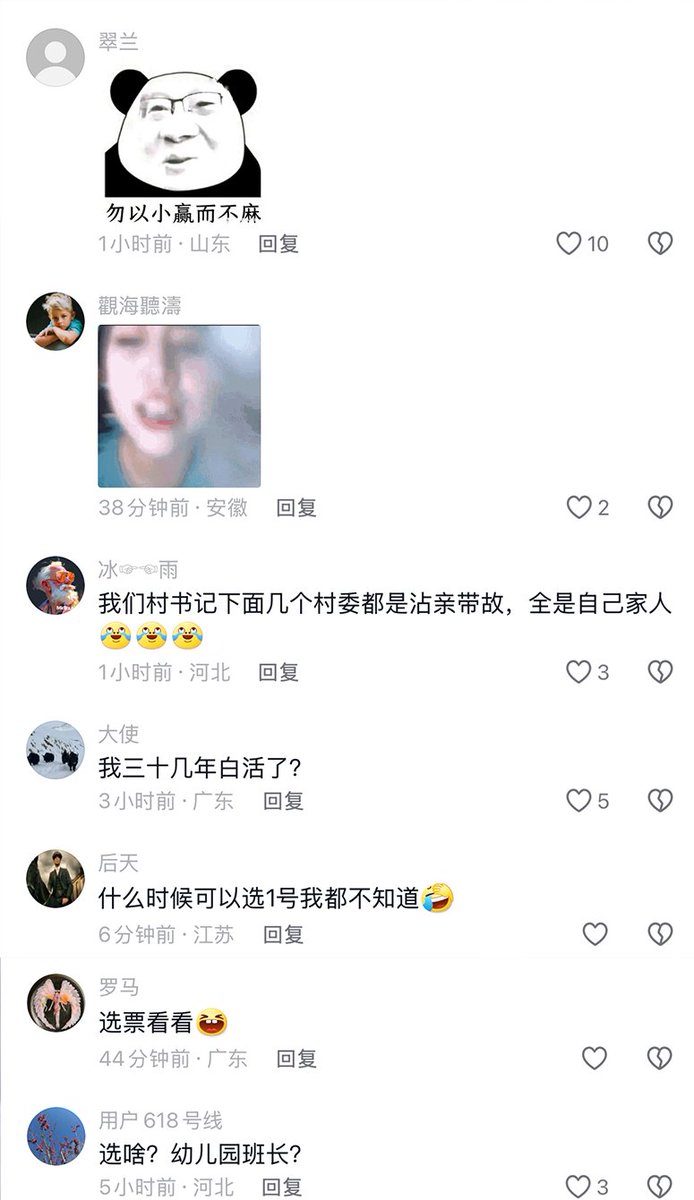 翠兰
勿以小赢而不麻
1小时前 · 山东 回复
10
觀海聽濤
38分钟前 · 安徽 回复
2
冰👉👈雨
我们村书记下面几个村委都是沾亲带故，全是自己家人
😂😂😂
1小时前 · 河北 回复
3
大使
我三十几年白活了？
3小时前 · 广东 回复
5
后天
什么时候可以选1号我都不知道🤣
6分钟前 · 江苏 回复
罗马
选票看看😆
44分钟前 · 广东 回复
用户618号线
选啥？幼儿园班长？
5小时前 · 河北 回复
3